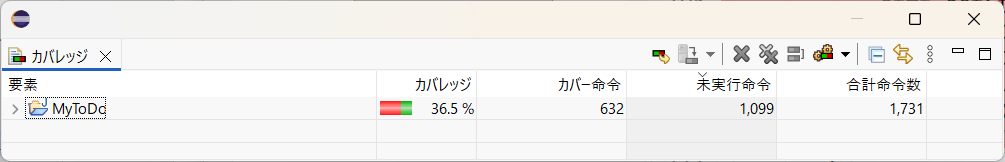 カバレッジ
要素 カバレッジ カバー命令 未実行命令 合計命令数
MyToDo 36.5 % 632 1,099 1,731